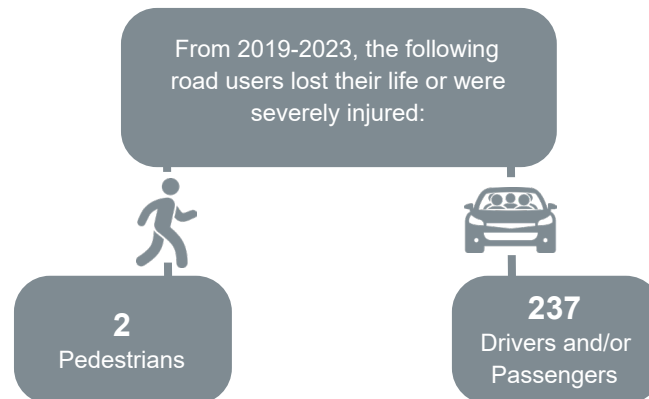 From 2019-2023, the following
road users lost their life or were
severely injured:
2
Pedestrians
237
Drivers and/or
Passengers